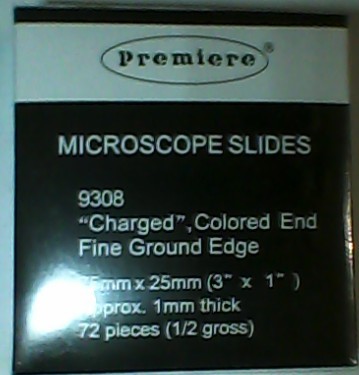 Premiere®
MICROSCOPE SLIDES
9308
"Charged", Colored End
Fine Ground Edge
mm x 25mm (3" x 1")
1mm thick
72 pieces (1/2 gross)